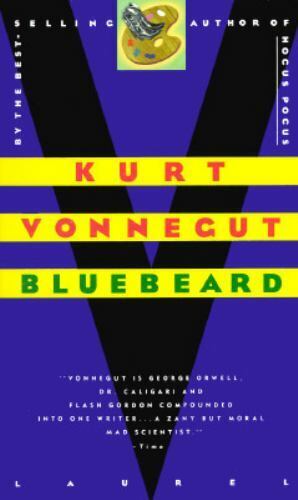 BY THE BEST-
SELLING AUTHOR OF
HOCUS POCUS
KURT
VONNEGUT
BLUEBEARD
"VONNEGUT IS GEORGE ORWELL,
DR. CALIGARI AND
FLASH GORDON COMPOUNDED
INTO ONE WRITER...A ZANY BUT MORAL
MAD SCIENTIST."
-Time
LAUREL